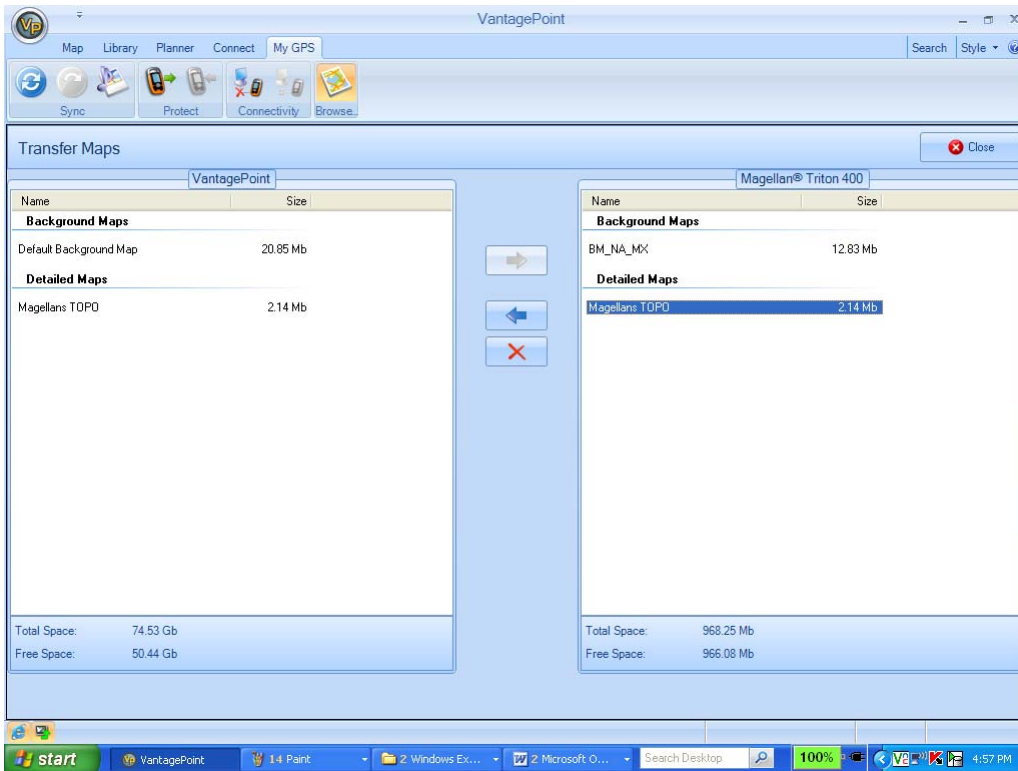 VantagePoint
Map Library Planner Connect My GPS Search Style
Sync Protect Connectivity Browse..
Transfer Maps Close
VantagePoint
Name Size
Background Maps
Default Background Map 20.85 Mb
Detailed Maps
Magellans TOPO 2.14 Mb
Total Space: 74.53 Gb
Free Space: 50.44 Gb
Magellan® Triton 400
Name Size
Background Maps
BM_NA_MX 12.83 Mb
Detailed Maps
Magellans TOPO 2.14 Mb
Total Space: 968.25 Mb
Free Space: 966.08 Mb
start VantagePoint 14 Paint 2 Windows Ex... 2 Microsoft O... Search Desktop 100% 4:57 PM